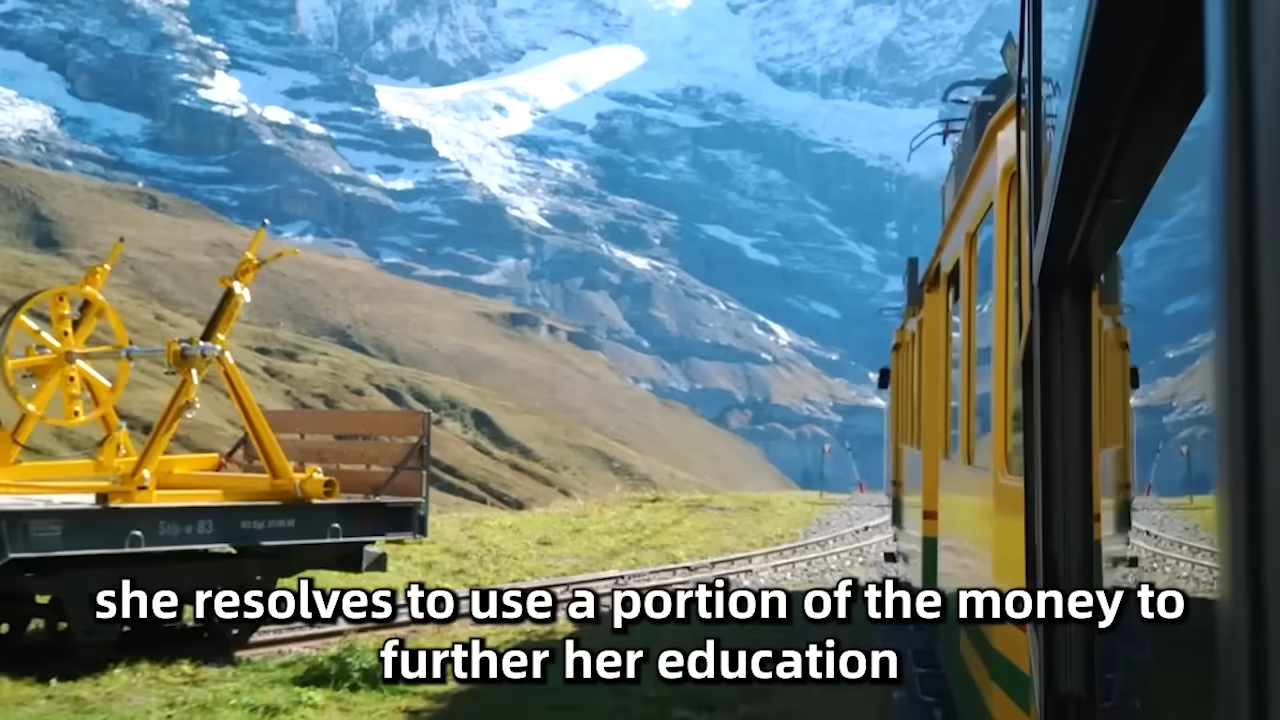 she resolves to use a portion of the money to
further her education